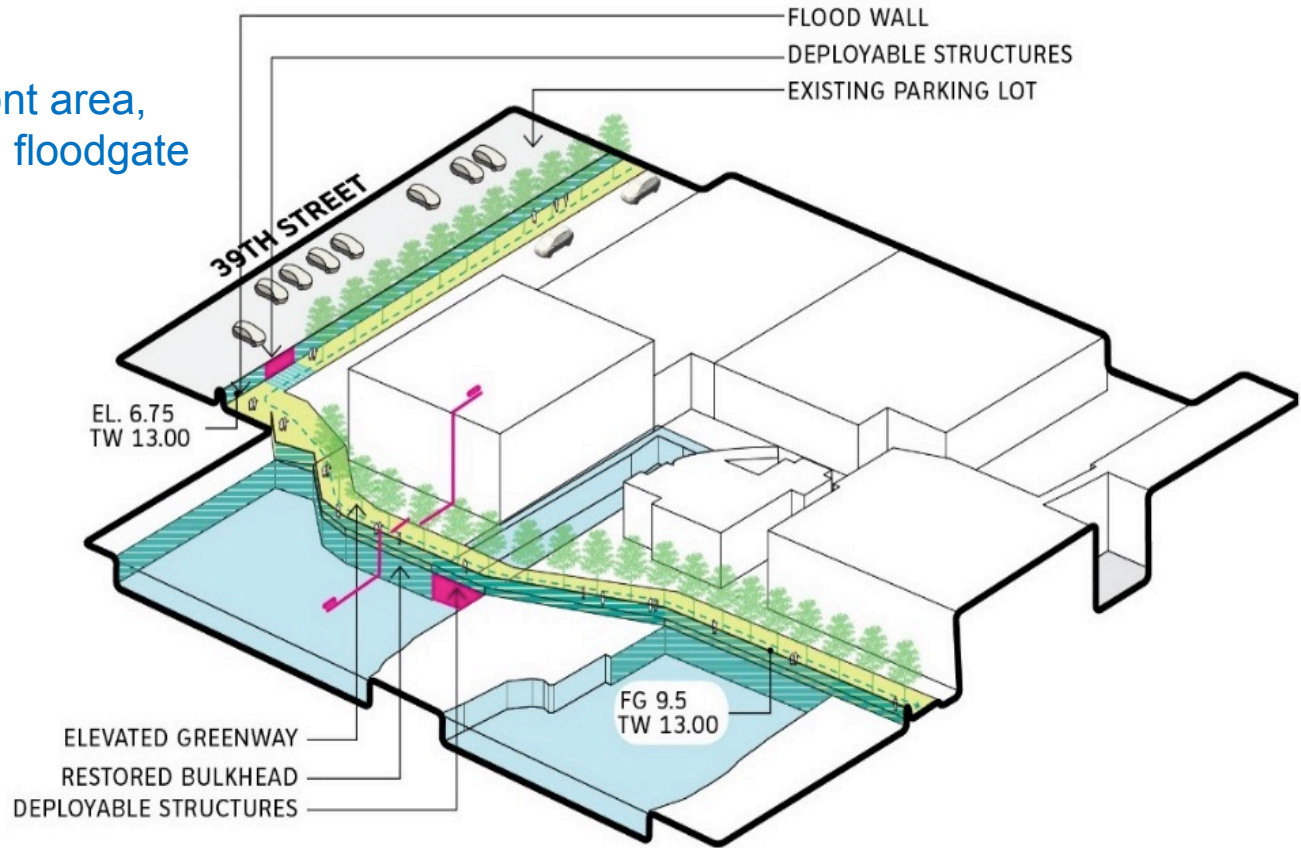 FLOOD WALL
DEPLOYABLE STRUCTURES
EXISTING PARKING LOT
area,
floodgate
39TH STREET
EL. 6.75
TW 13.00
FG 9.5
TW 13.00
ELEVATED GREENWAY
RESTORED BULKHEAD
DEPLOYABLE STRUCTURES